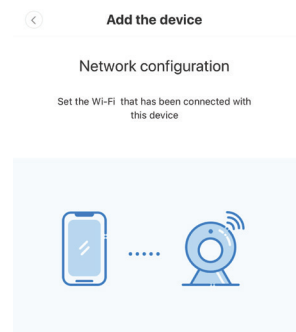 Add the device
Network configuration
Set the Wi-Fi that has been connected with
this device